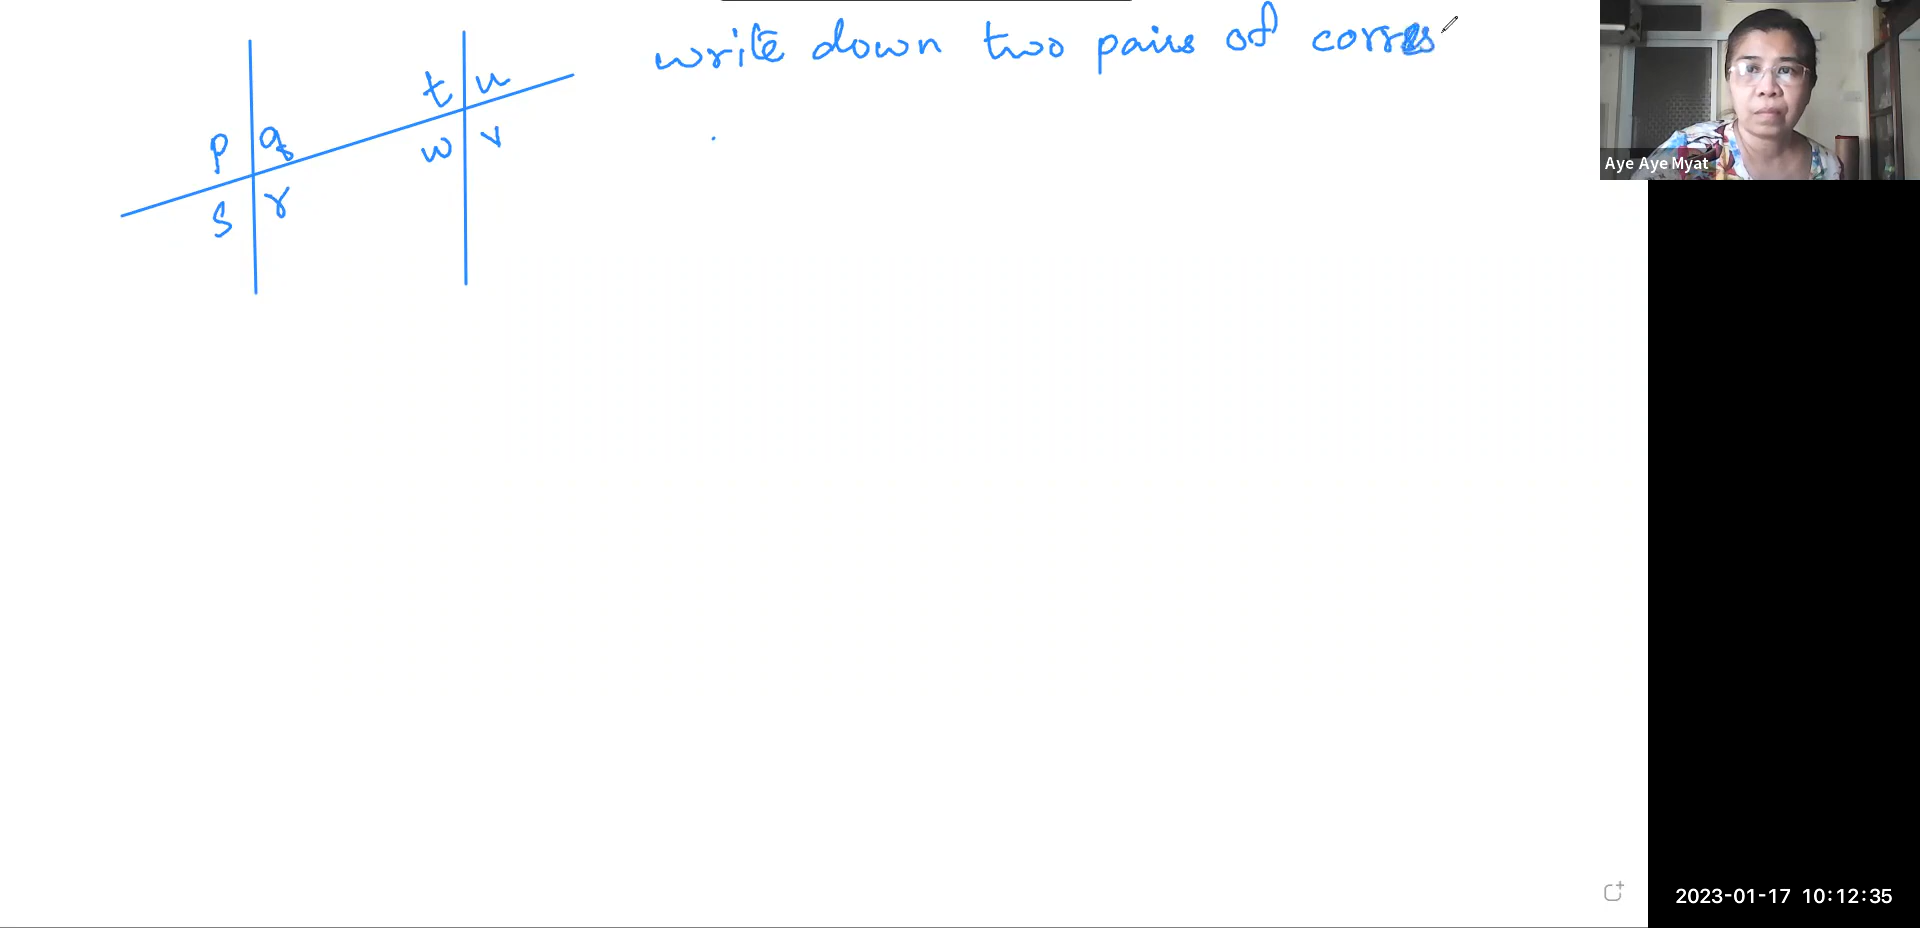 t u
p q
w v
s r
write down two pairs of corres
Aye Aye Myat
2023-01-17 10:12:35